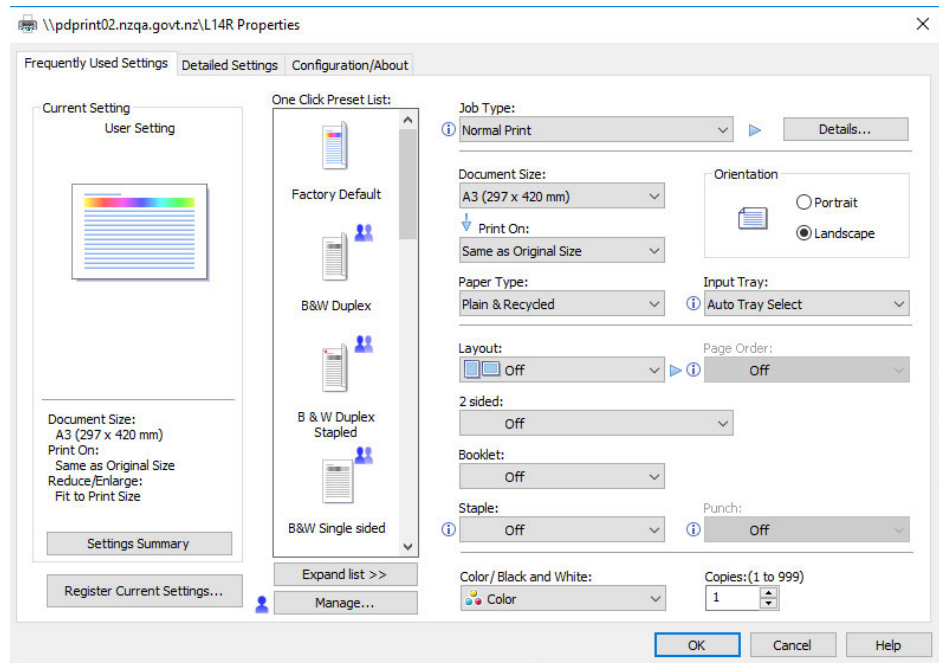 \\pdprint02.nzqa.govt.nz\L14R Properties
Frequently Used Settings Detailed Settings Configuration/About
Current Setting
User Setting
Document Size:
A3 (297 x 420 mm)
Print On:
Same as Original Size
Reduce/Enlarge:
Fit to Print Size
Settings Summary
Register Current Settings...
One Click Preset List:
Factory Default
B&W Duplex
B & W Duplex
Stapled
B&W Single sided
Expand list >>
Manage...
Job Type:
Normal Print
Details...
Document Size:
A3 (297 x 420 mm)
Print On:
Same as Original Size
Orientation
Portrait
Landscape
Paper Type:
Plain & Recycled
Input Tray:
Auto Tray Select
Layout:
Off
Page Order:
Off
2 sided:
Off
Booklet:
Off
Staple:
Off
Punch:
Off
Color/ Black and White:
Color
Copies:(1 to 999)
1
OK Cancel Help